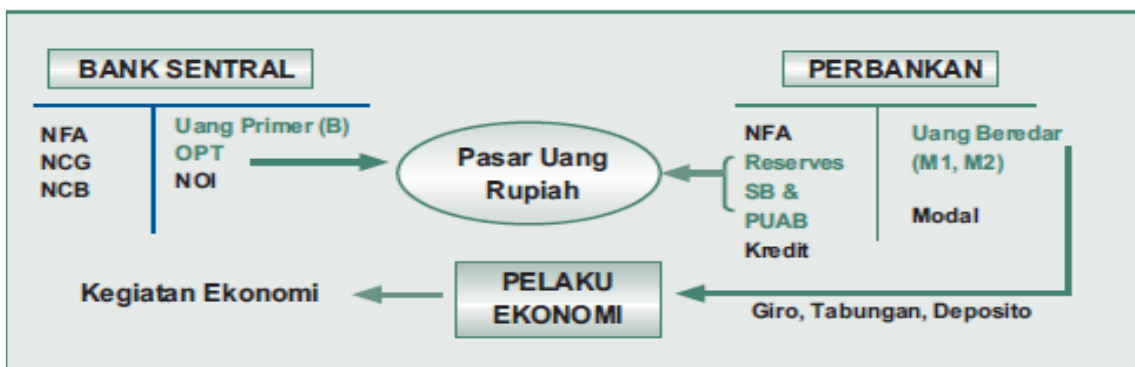 BANK SENTRAL
NFA
NCG
NCB
Uang Primer (B)
OPT
NOI
Pasar Uang
Rupiah
PERBANKAN
NFA
Reserves
SB &
PUAB
Kredit
Uang Beredar
(M1, M2)
Modal
Kegiatan Ekonomi
PELAKU
EKONOMI
Giro, Tabungan, Deposito